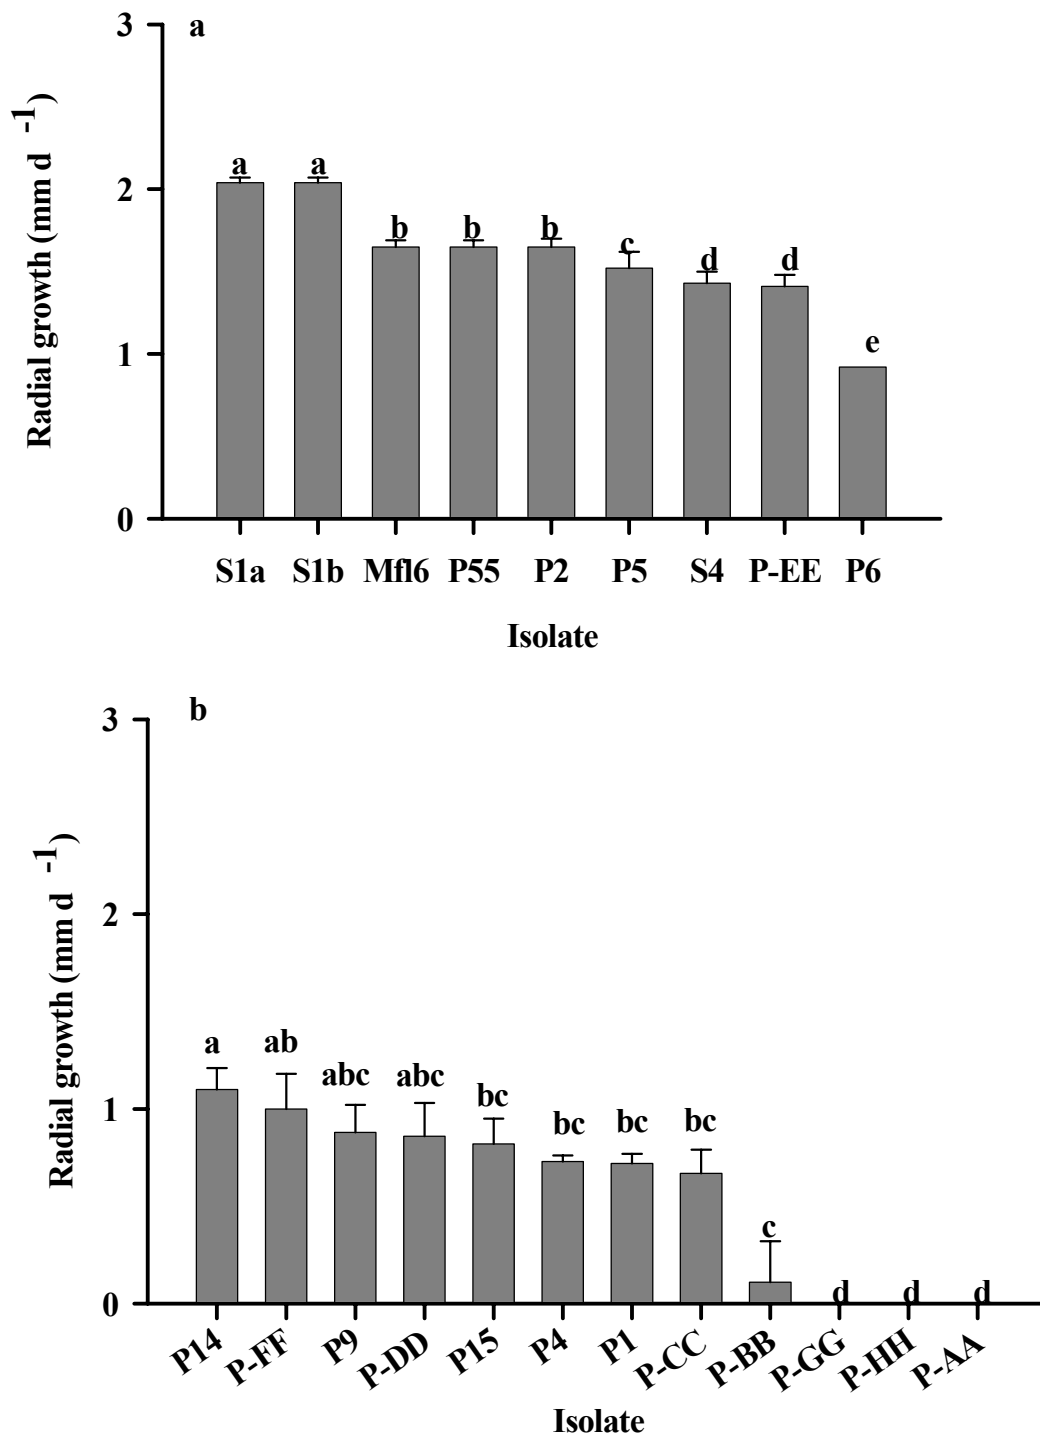 3
a
2
1
0
Radial growth (mm d -1)
a a b b b c d d e
S1a S1b Mfl6 P55 P2 P5 S4 P-EE P6
Isolate
b
3
2
1
0
Radial growth (mm d -1)
a ab abc abc bc bc bc bc c d d d
P14 P-FF P9 P-DD P15 P4 P1 P-CC P-BB P-GG P-HH P-AA
Isolate